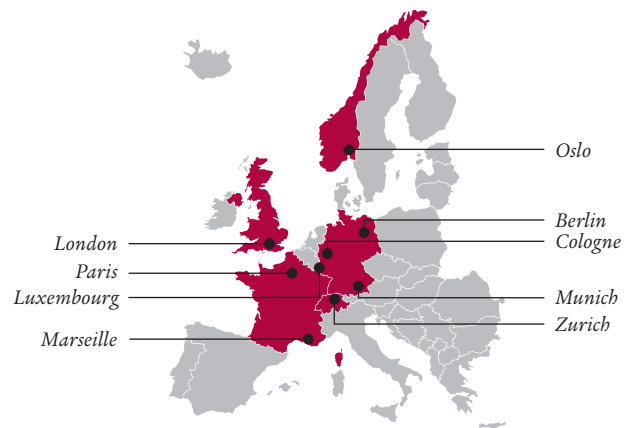 Oslo
Berlin
Cologne
London
Paris
Luxembourg
Munich
Zurich
Marseille